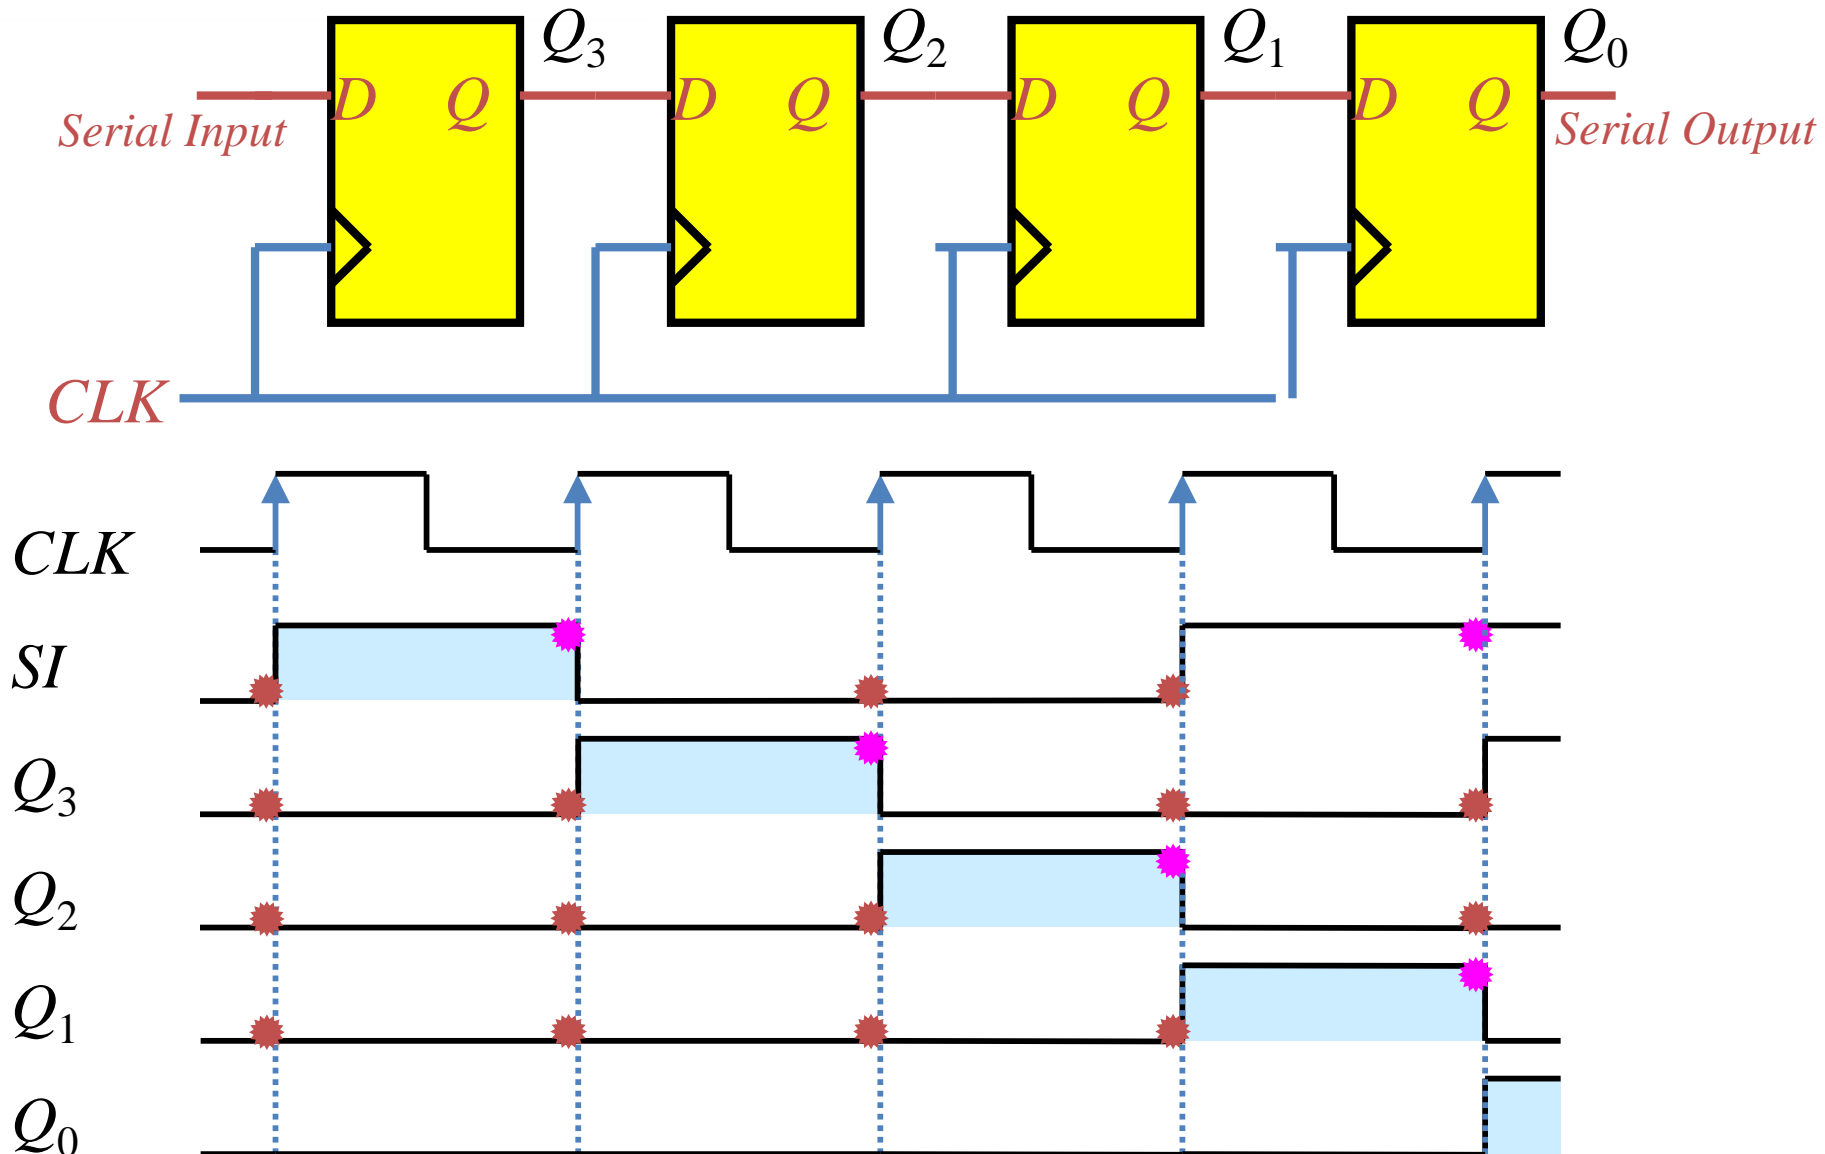 Q3 Q2 Q1 Q0
D Q D Q D Q D Q
Serial Input Serial Output
CLK
CLK
SI
Q3
Q2
Q1
Q0